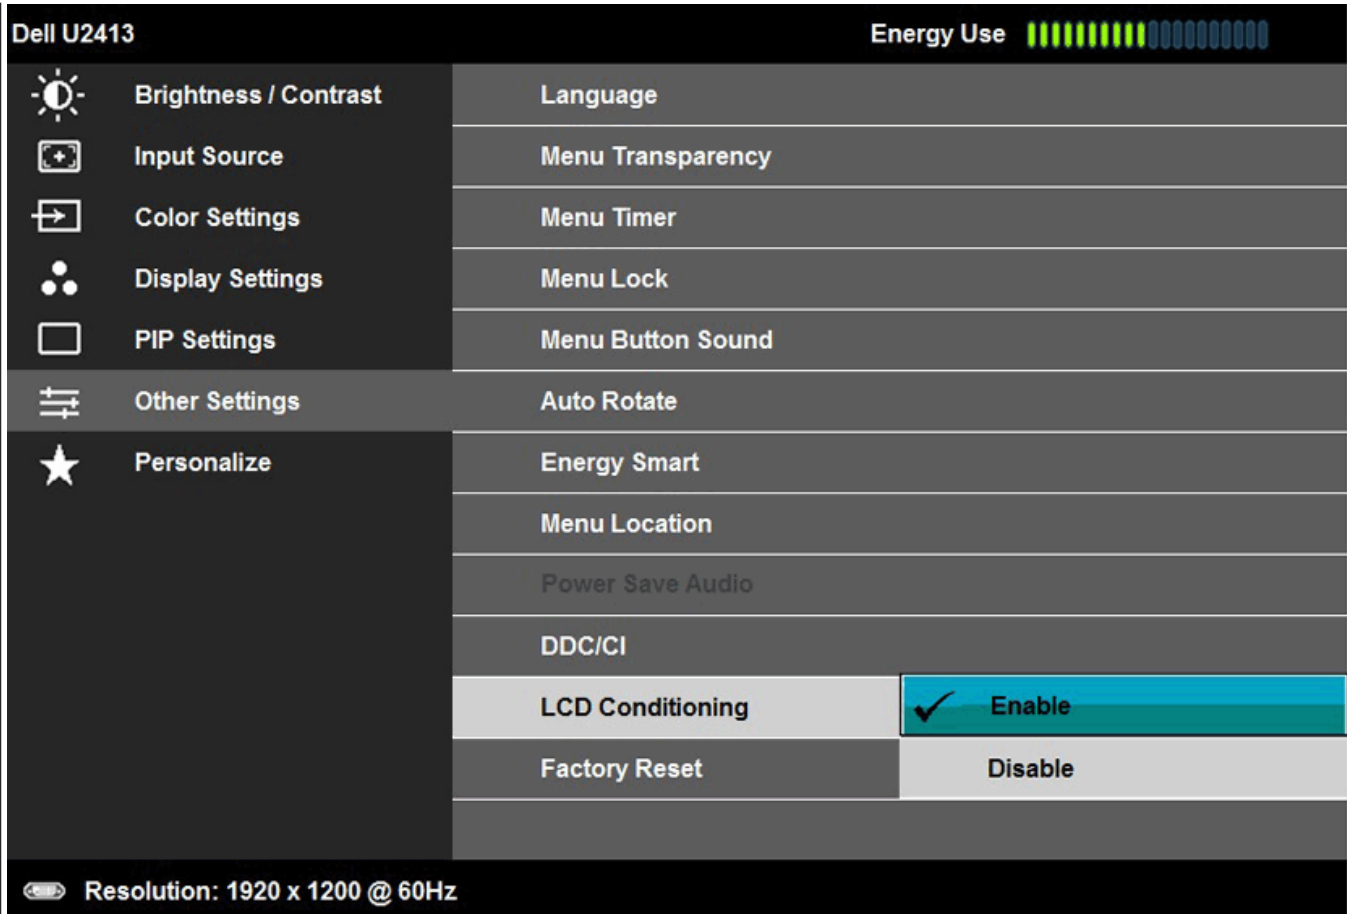 Dell U2413
Energy Use
Brightness / Contrast
Input Source
Color Settings
Display Settings
PIP Settings
Other Settings
Personalize
Language
Menu Transparency
Menu Timer
Menu Lock
Menu Button Sound
Auto Rotate
Energy Smart
Menu Location
Power Save Audio
DDC/CI
LCD Conditioning
Enable
Factory Reset
Disable
Resolution: 1920 x 1200 @ 60Hz